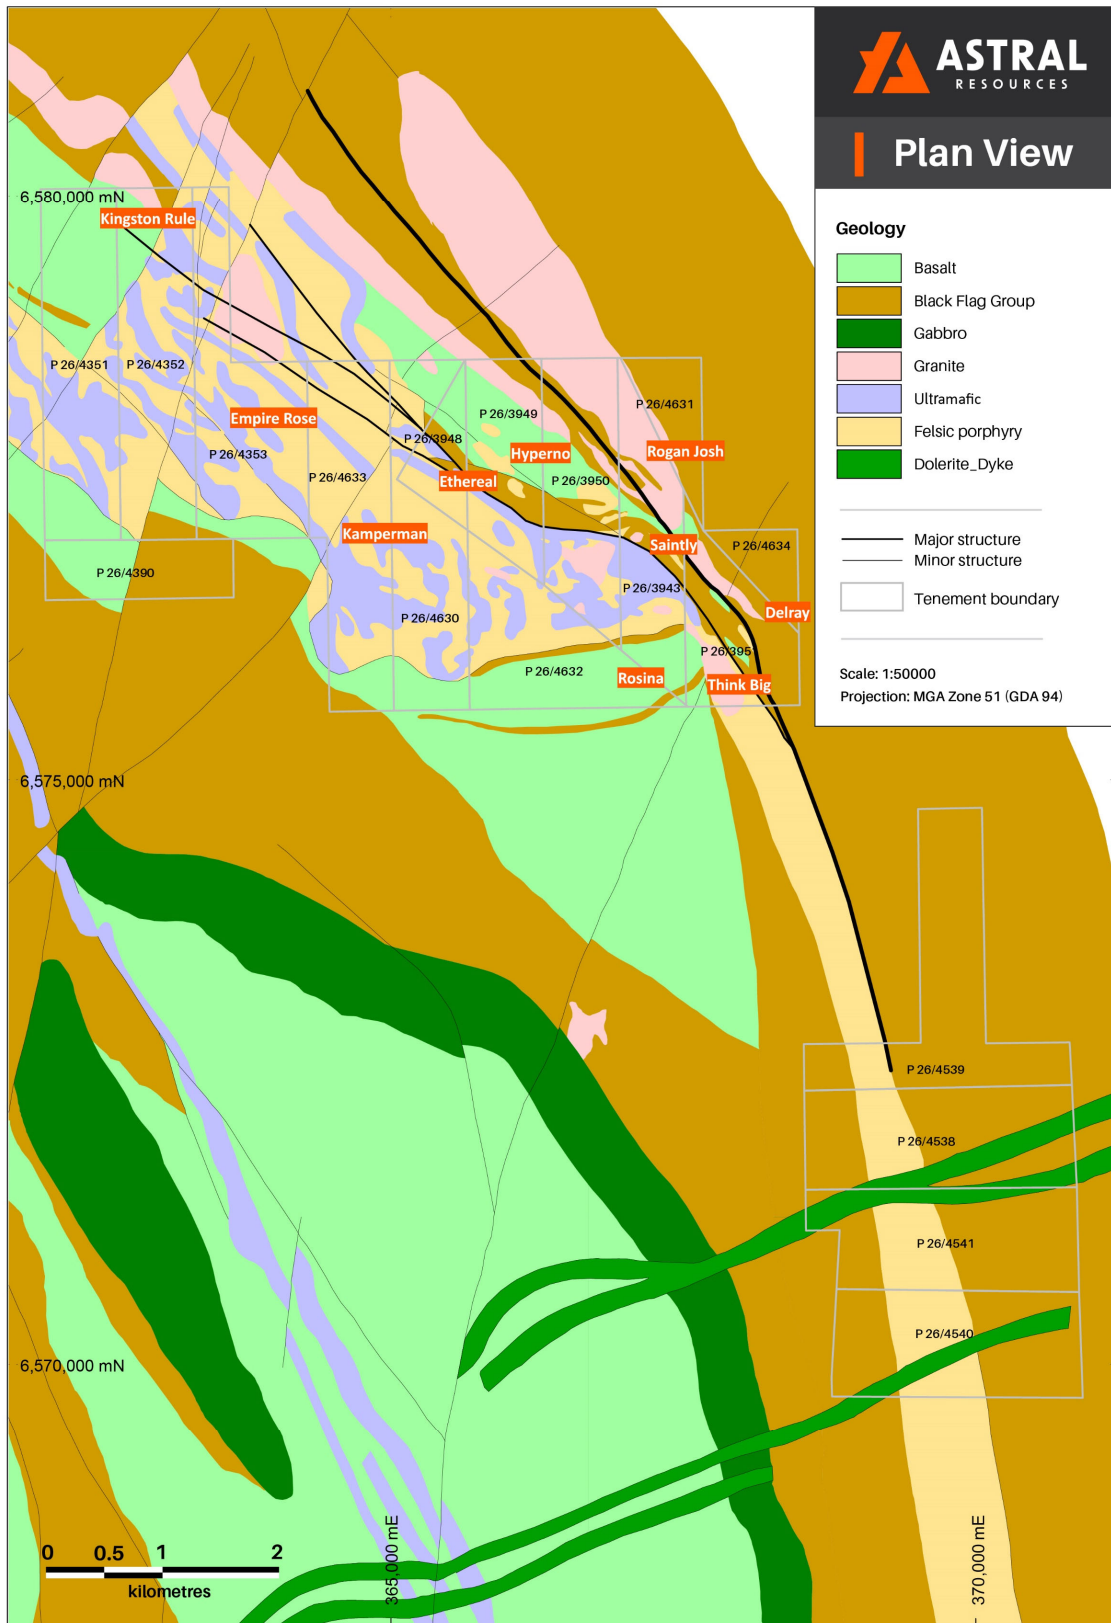 ASTRAL
RESOURCES
Plan View
Geology
Basalt
Black Flag Group
Gabbro
Granite
Ultramafic
Felsic porphyry
Dolerite_Dyke
Major structure
Minor structure
Tenement boundary
Scale: 1:50000
Projection: MGA Zone 51 (GDA 94)
6,580,000 mN
Kingston Rule
P 26/4351
P 26/4352
P 26/4631
Empire Rose
P 26/3949
P 26/3948
Hyperno
Rogan Josh
P 26/4353
P 26/4633
Ethereal
P 26/3950
Kamperman
Saintly
P 26/4634
P 26/4390
P 26/3943
P 26/4630
Delray
P 26/395
P 26/4632
Rosina
Think Big
6,575,000 mN
P 26/4539
P 26/4538
P 26/4541
P 26/4540
6,570,000 mN
365,000 mE
370,000 mE
0 0.5 1 2
kilometres